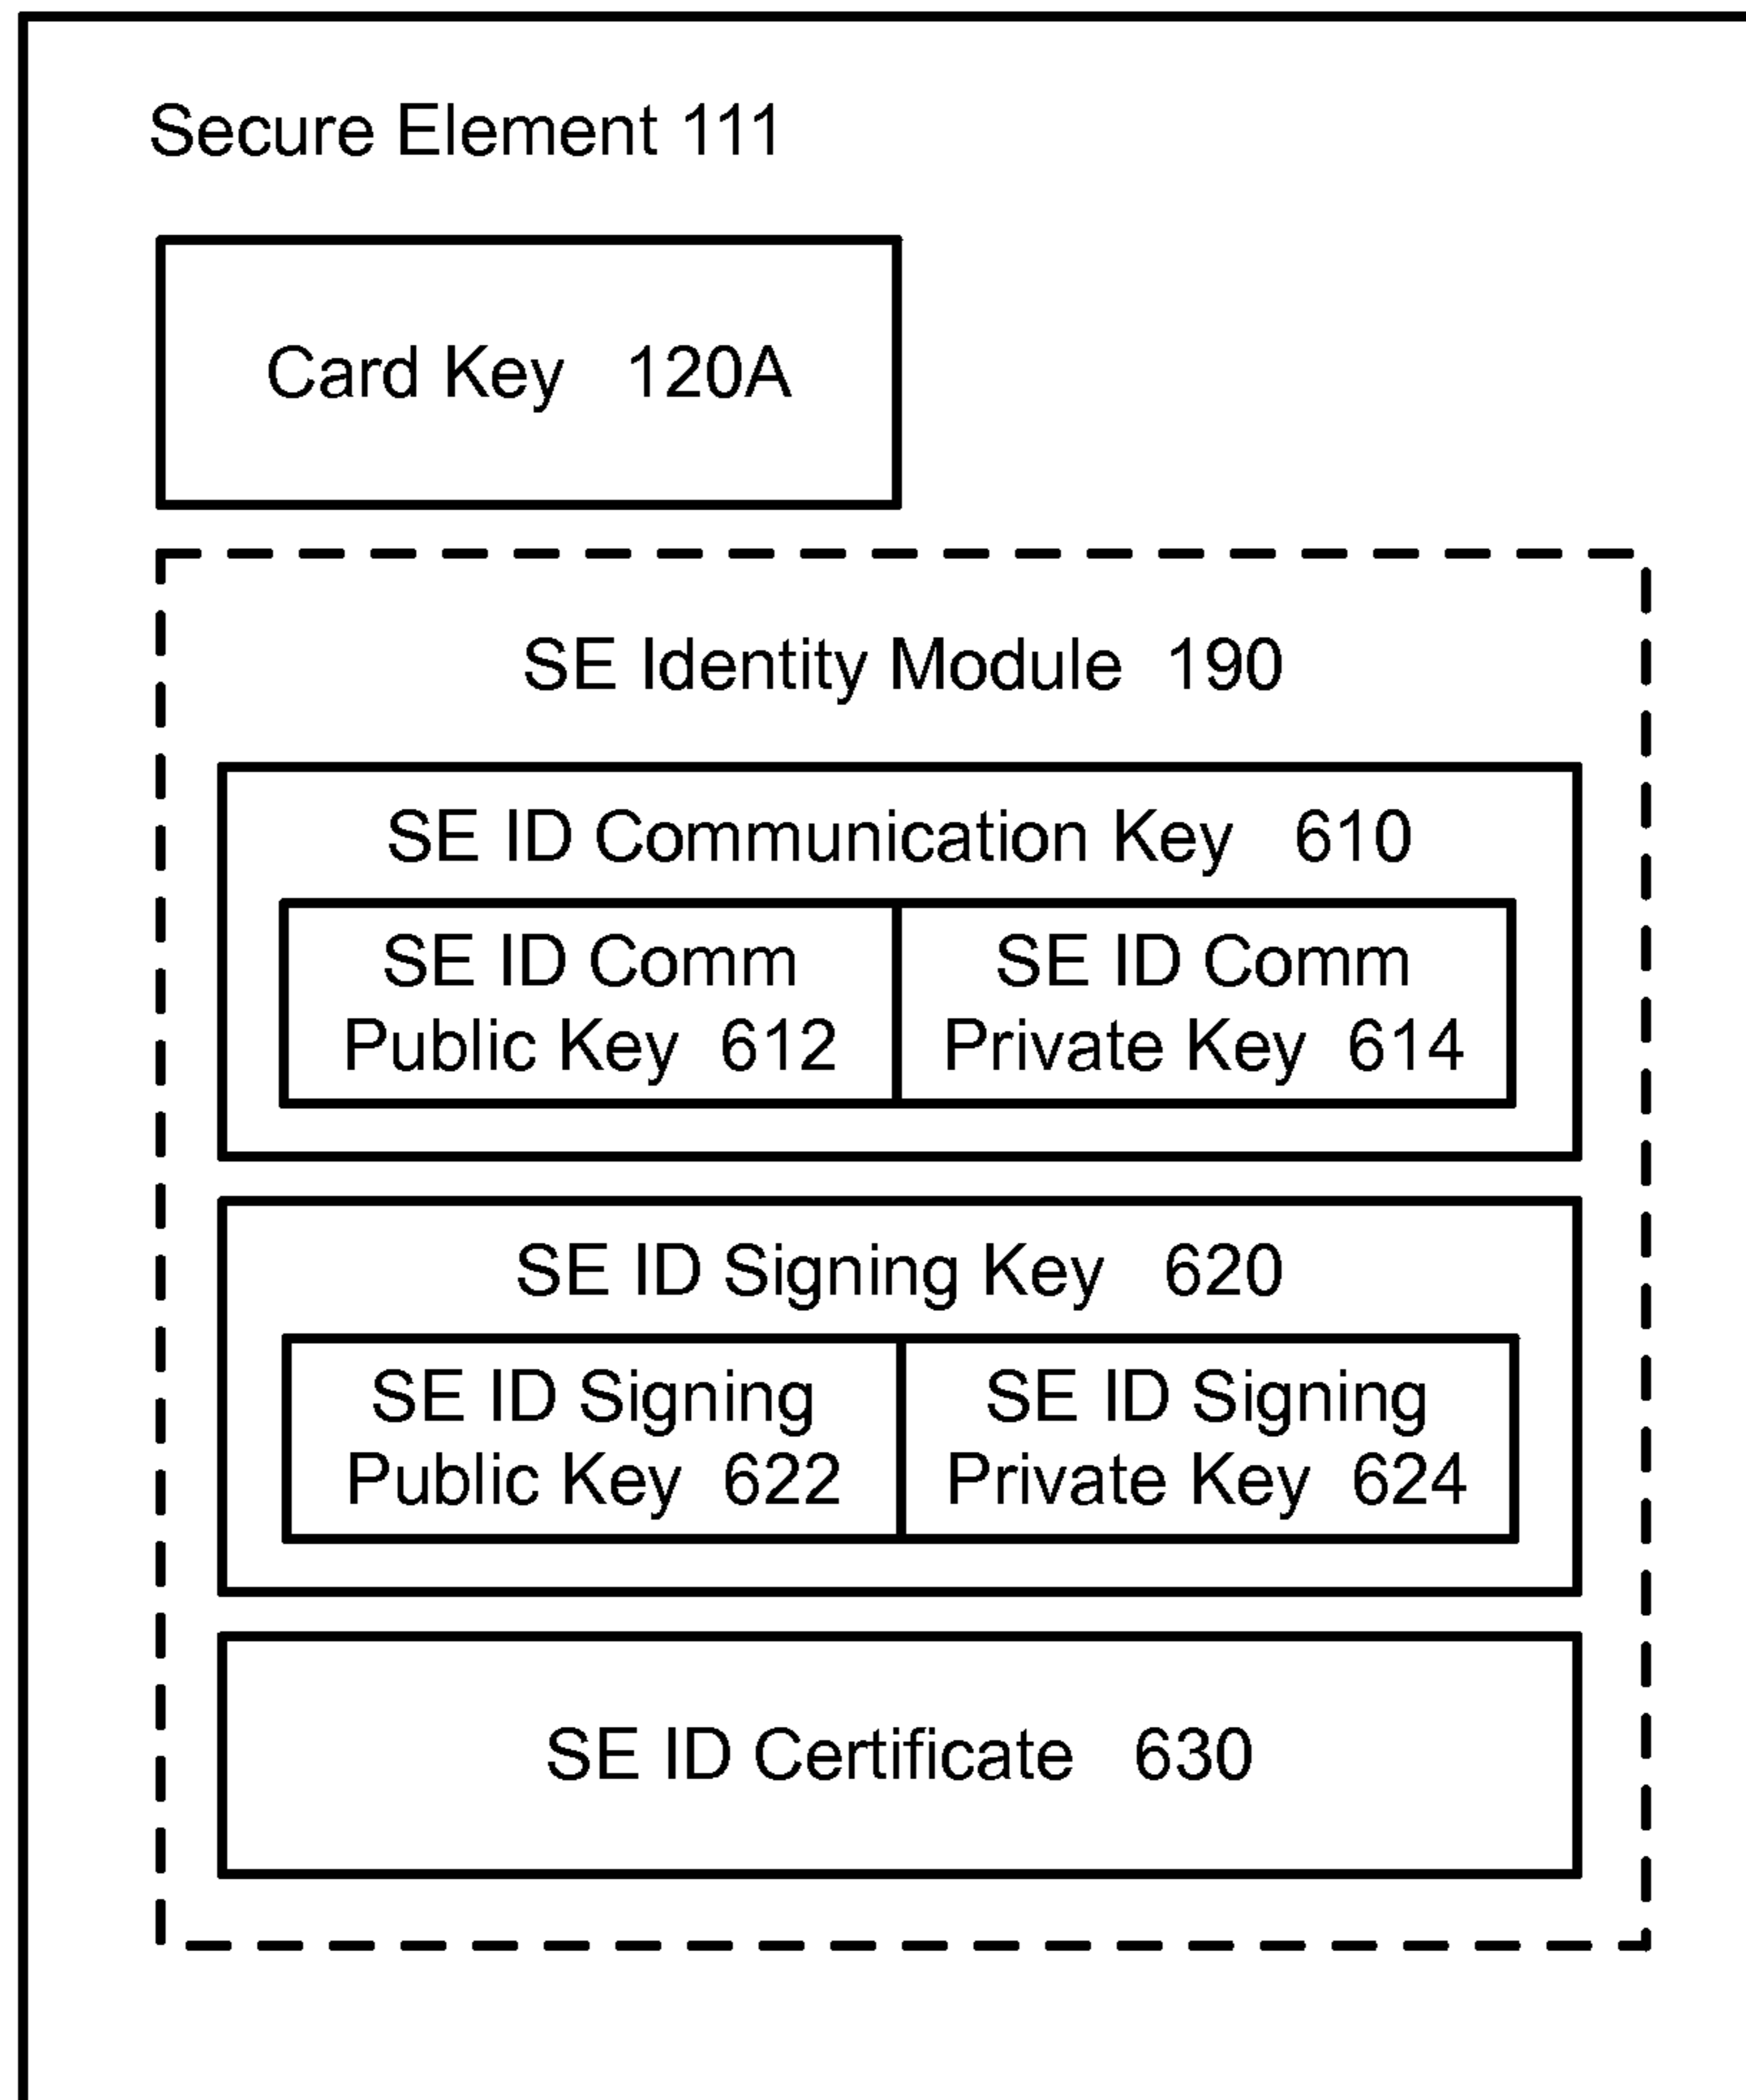 Secure Element 111
Card Key 120A
SE Identity Module 190
SE ID Communication Key 610
SE ID Comm
Public Key 612
SE ID Comm
Private Key 614
SE ID Signing Key 620
SE ID Signing
Public Key 622
SE ID Signing
Private Key 624
SE ID Certificate 630